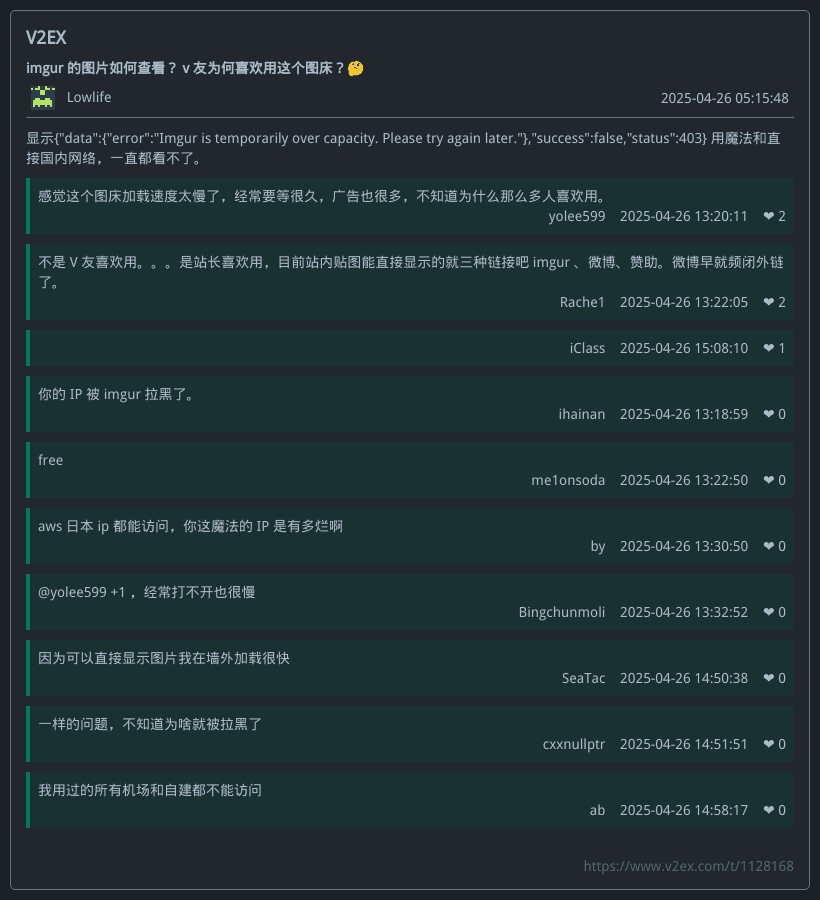 V2EX
imgur 的图片如何查看？ v 友为何喜欢用这个图床？🤔
Lowlife 2025-04-26 05:15:48
显示{"data":{"error":"Imgur is temporarily over capacity. Please try again later."},"success":false,"status":403} 用魔法和直
接国内网络，一直都看不了。
感觉这个图床加载速度太慢了，经常要等很久，广告也很多，不知道为什么那么多人喜欢用。
yolee599 2025-04-26 13:20:11 ❤ 2
不是 V 友喜欢用。。。是站长喜欢用，目前站内贴图能直接显示的就三种链接吧 imgur 、微博、赞助。微博早就频闭外链
了。
Rache1 2025-04-26 13:22:05 ❤ 2
iClass 2025-04-26 15:08:10 ❤ 1
你的 IP 被 imgur 拉黑了。
ihainan 2025-04-26 13:18:59 ❤ 0
free
me1onsoda 2025-04-26 13:22:50 ❤ 0
aws 日本 ip 都能访问，你这魔法的 IP 是有多烂啊
by 2025-04-26 13:30:50 ❤ 0
@yolee599 +1 ，经常打不开也很慢
Bingchunmoli 2025-04-26 13:32:52 ❤ 0
因为可以直接显示图片我在墙外加载很快
SeaTac 2025-04-26 14:50:38 ❤ 0
一样的问题，不知道为啥就被拉黑了
cxxnullptr 2025-04-26 14:51:51 ❤ 0
我用过的所有机场和自建都不能访问
ab 2025-04-26 14:58:17 ❤ 0
https://www.v2ex.com/t/1128168